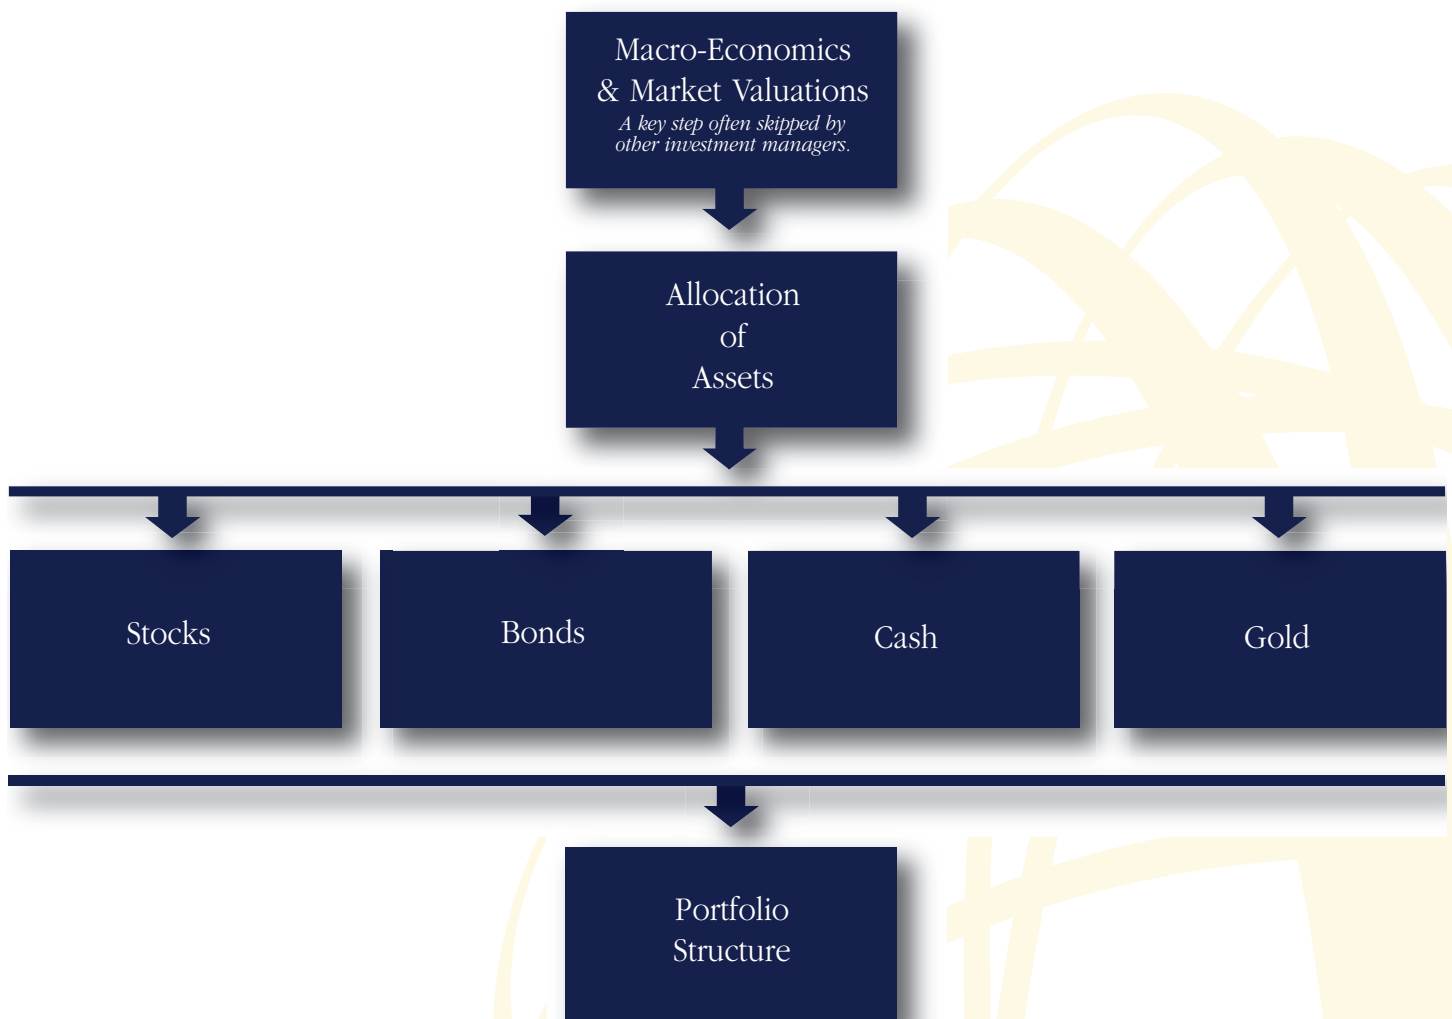 Macro-Economics
& Market Valuations
A key step often skipped by
other investment managers.
Allocation
of
Assets
Stocks
Bonds
Cash
Gold
Portfolio
Structure